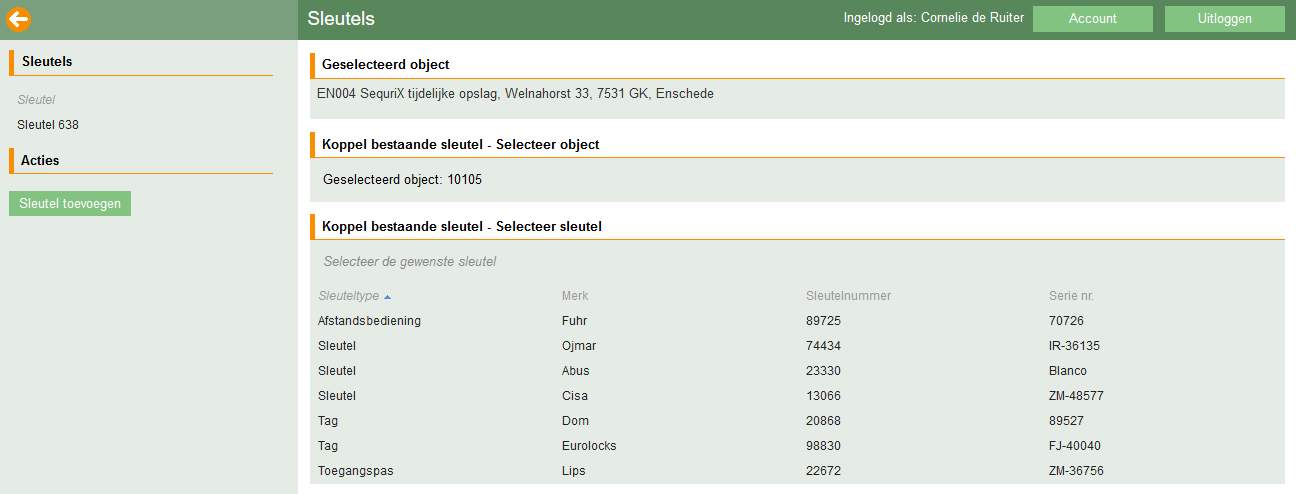 Sleutels
Ingelogd als: Cornelie de Ruiter
Account
Uitloggen
Sleutels
Sleutel
Sleutel 638
Acties
Sleutel toevoegen
Geselecteerd object
EN004 SequriX tijdelijke opslag, Welnahorst 33, 7531 GK, Enschede
Koppel bestaande sleutel - Selecteer object
Geselecteerd object: 10105
Koppel bestaande sleutel - Selecteer sleutel
Selecteer de gewenste sleutel
Sleuteltype Merk Sleutelnummer Serie nr.
Afstandsbediening Fuhr 89725 70726
Sleutel Ojmar 74434 IR-36135
Sleutel Abus 23330 Blanco
Sleutel Cisa 13066 ZM-48577
Tag Dom 20868 89527
Tag Eurolocks 98830 FJ-40040
Toegangspas Lips 22672 ZM-36756